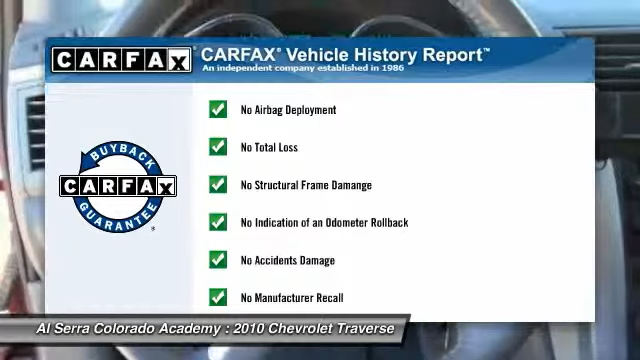 CARFAX® CARFAX® Vehicle History Report™
An independent company established in 1986
No Airbag Deployment
No Total Loss
BUYBACK
CARFAX
GUARANTEE®
No Structural Frame Damange
No Indication of an Odometer Rollback
No Accidents Damage
No Manufacturer Recall
Al Serra Colorado Academy : 2010 Chevrolet Traverse